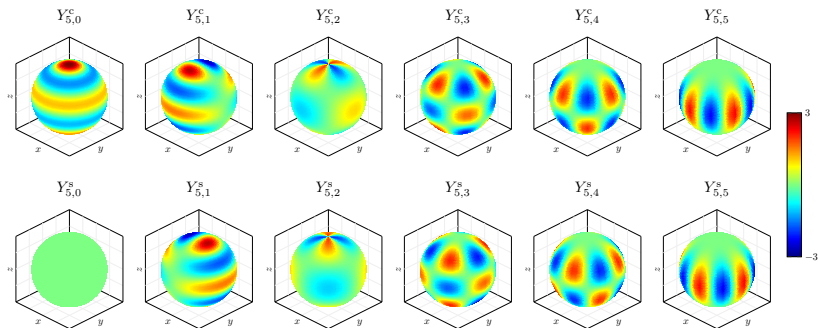 Y^c_{5,0} Y^c_{5,1} Y^c_{5,2} Y^c_{5,3} Y^c_{5,4} Y^c_{5,5}
z z z z z z
x y x y x y x y x y x y
3
Y^s_{5,0} Y^s_{5,1} Y^s_{5,2} Y^s_{5,3} Y^s_{5,4} Y^s_{5,5}
−3
z z z z z z
x y x y x y x y x y x y